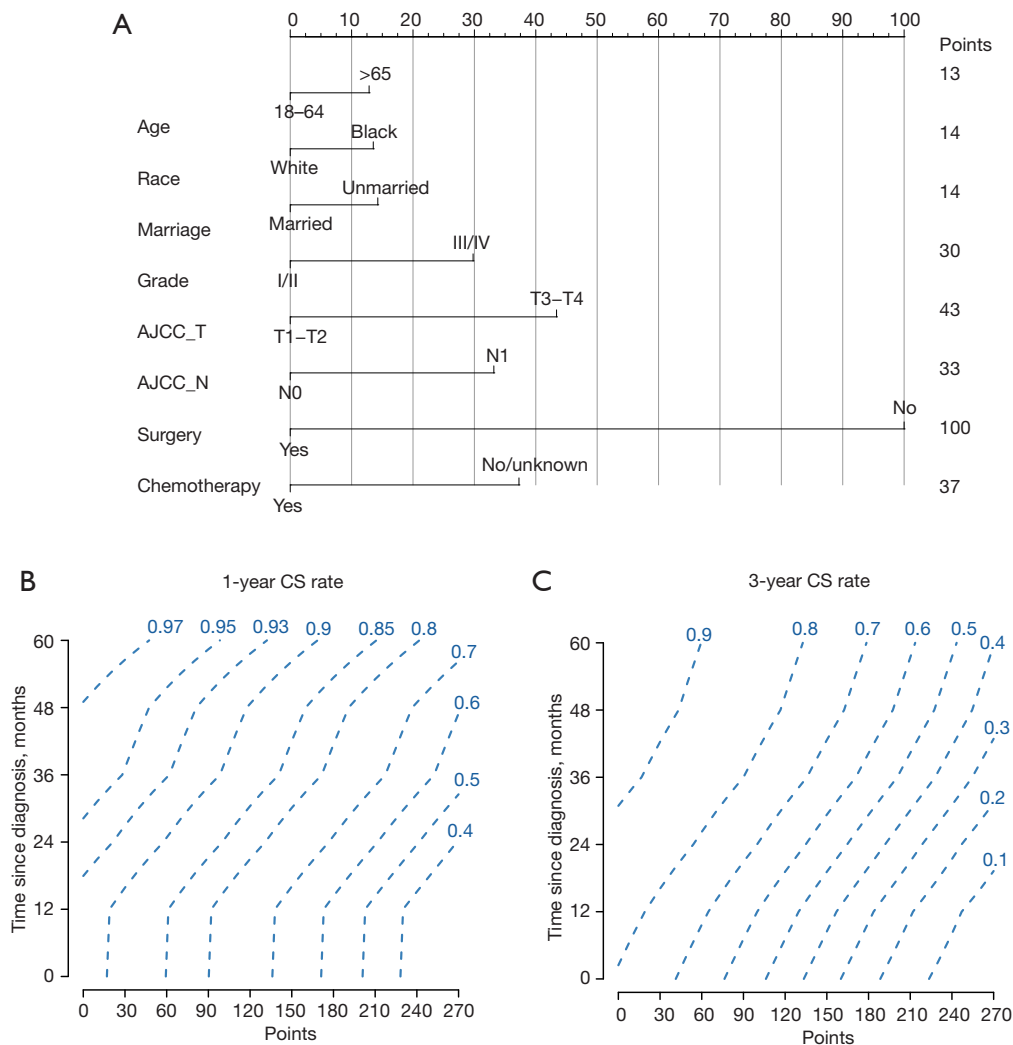 A
0 10 20 30 40 50 60 70 80 90 100
Points
>65
13
18–64
Age
Black
14
White
Race
Unmarried
14
Married
Marriage
III/IV
30
I/II
Grade
T3–T4
43
T1–T2
AJCC_T
N1
33
N0
AJCC_N
No
100
Surgery
Yes
No/unknown
37
Chemotherapy
Yes
B
1-year CS rate
0.97 0.95 0.93 0.9 0.85 0.8
0.7
0.6
0.5
0.4
Time since diagnosis, months
60
48
36
24
12
0
0 30 60 90 120 150 180 210 240 270
Points
C
3-year CS rate
0.9 0.8 0.7 0.6 0.5
0.4
0.3
0.2
0.1
Time since diagnosis, months
60
48
36
24
12
0
0 30 60 90 120 150 180 210 240 270
Points